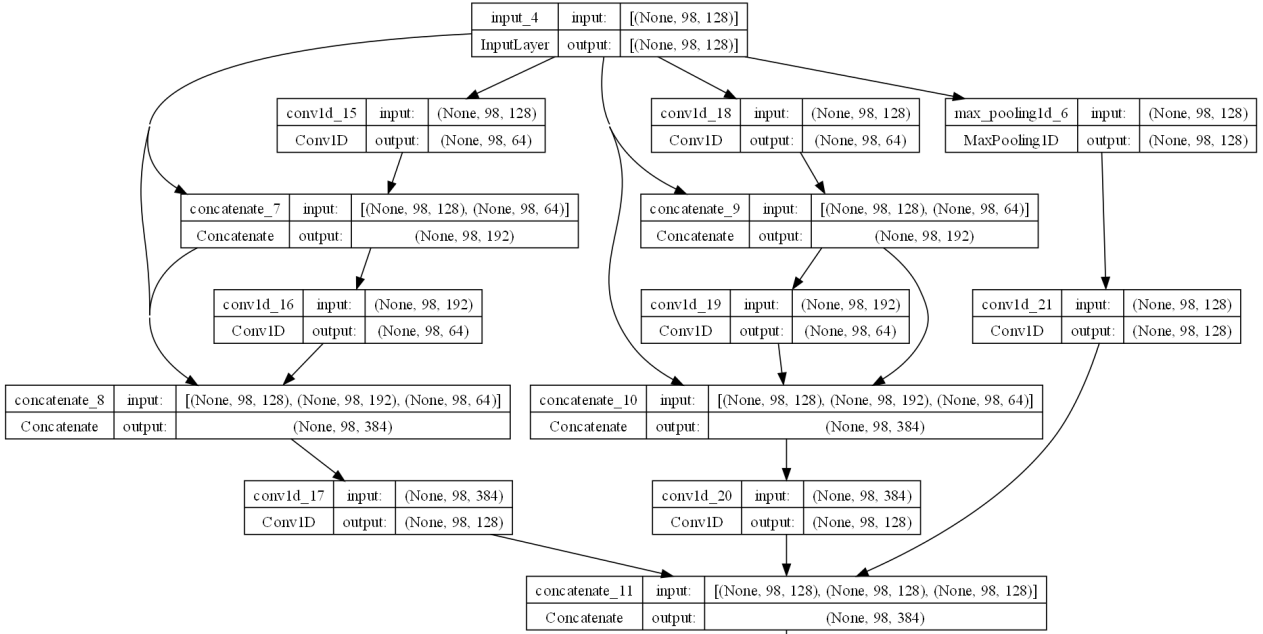 input_4 input: [(None, 98, 128)]
InputLayer output: [(None, 98, 128)]
conv1d_15 input: (None, 98, 128)
Conv1D output: (None, 98, 64)
conv1d_18 input: (None, 98, 128)
Conv1D output: (None, 98, 64)
max_pooling1d_6 input: (None, 98, 128)
MaxPooling1D output: (None, 98, 128)
concatenate_7 input: [(None, 98, 128), (None, 98, 64)]
Concatenate output: (None, 98, 192)
concatenate_9 input: [(None, 98, 128), (None, 98, 64)]
Concatenate output: (None, 98, 192)
conv1d_16 input: (None, 98, 192)
Conv1D output: (None, 98, 64)
conv1d_19 input: (None, 98, 192)
Conv1D output: (None, 98, 64)
conv1d_21 input: (None, 98, 128)
Conv1D output: (None, 98, 128)
concatenate_8 input: [(None, 98, 128), (None, 98, 192), (None, 98, 64)]
Concatenate output: (None, 98, 384)
concatenate_10 input: [(None, 98, 128), (None, 98, 192), (None, 98, 64)]
Concatenate output: (None, 98, 384)
conv1d_17 input: (None, 98, 384)
Conv1D output: (None, 98, 128)
conv1d_20 input: (None, 98, 384)
Conv1D output: (None, 98, 128)
concatenate_11 input: [(None, 98, 128), (None, 98, 128), (None, 98, 128)]
Concatenate output: (None, 98, 384)